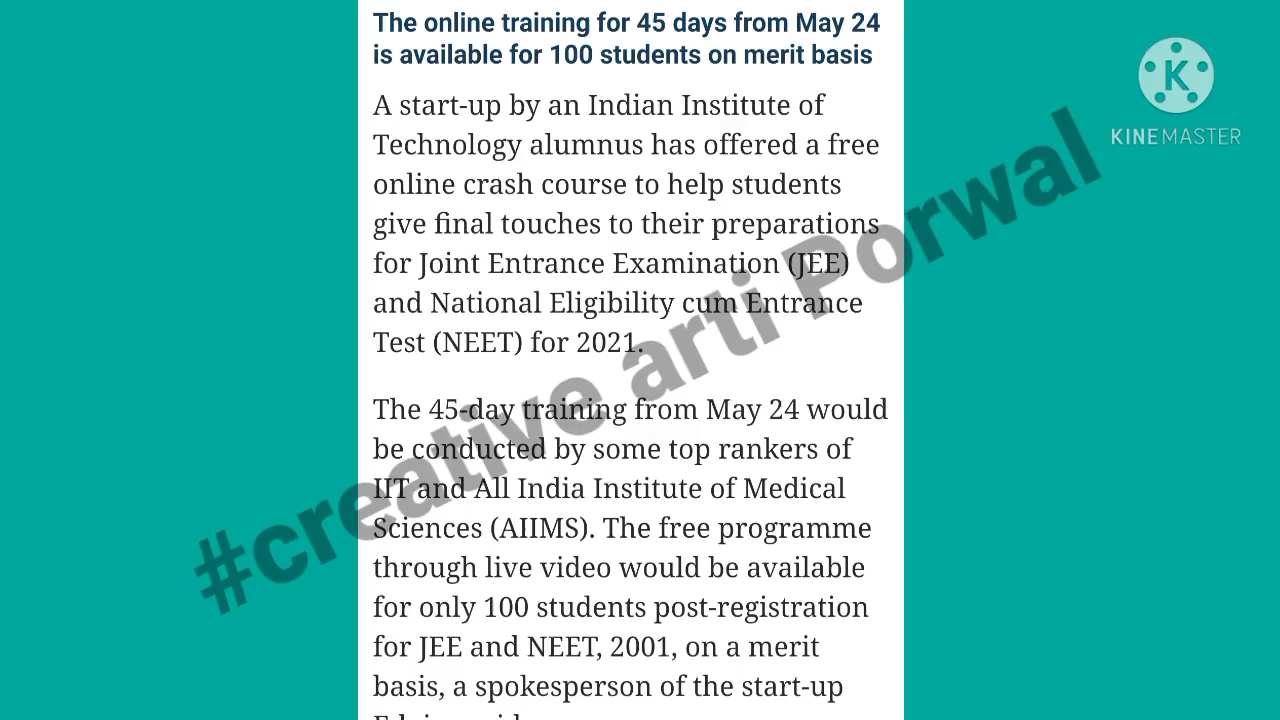 The online training for 45 days from May 24
is available for 100 students on merit basis
A start-up by an Indian Institute of
Technology alumnus has offered a free
online crash course to help students
give final touches to their preparations
for Joint Entrance Examination (JEE)
and National Eligibility cum Entrance
Test (NEET) for 2021.
The 45-day training from May 24 would
be conducted by some top rankers of
IIT and All India Institute of Medical
Sciences (AIIMS). The free programme
through live video would be available
for only 100 students post-registration
for JEE and NEET, 2001, on a merit
basis, a spokesperson of the start-up
#creative arti Porwal
K
KINEMASTER